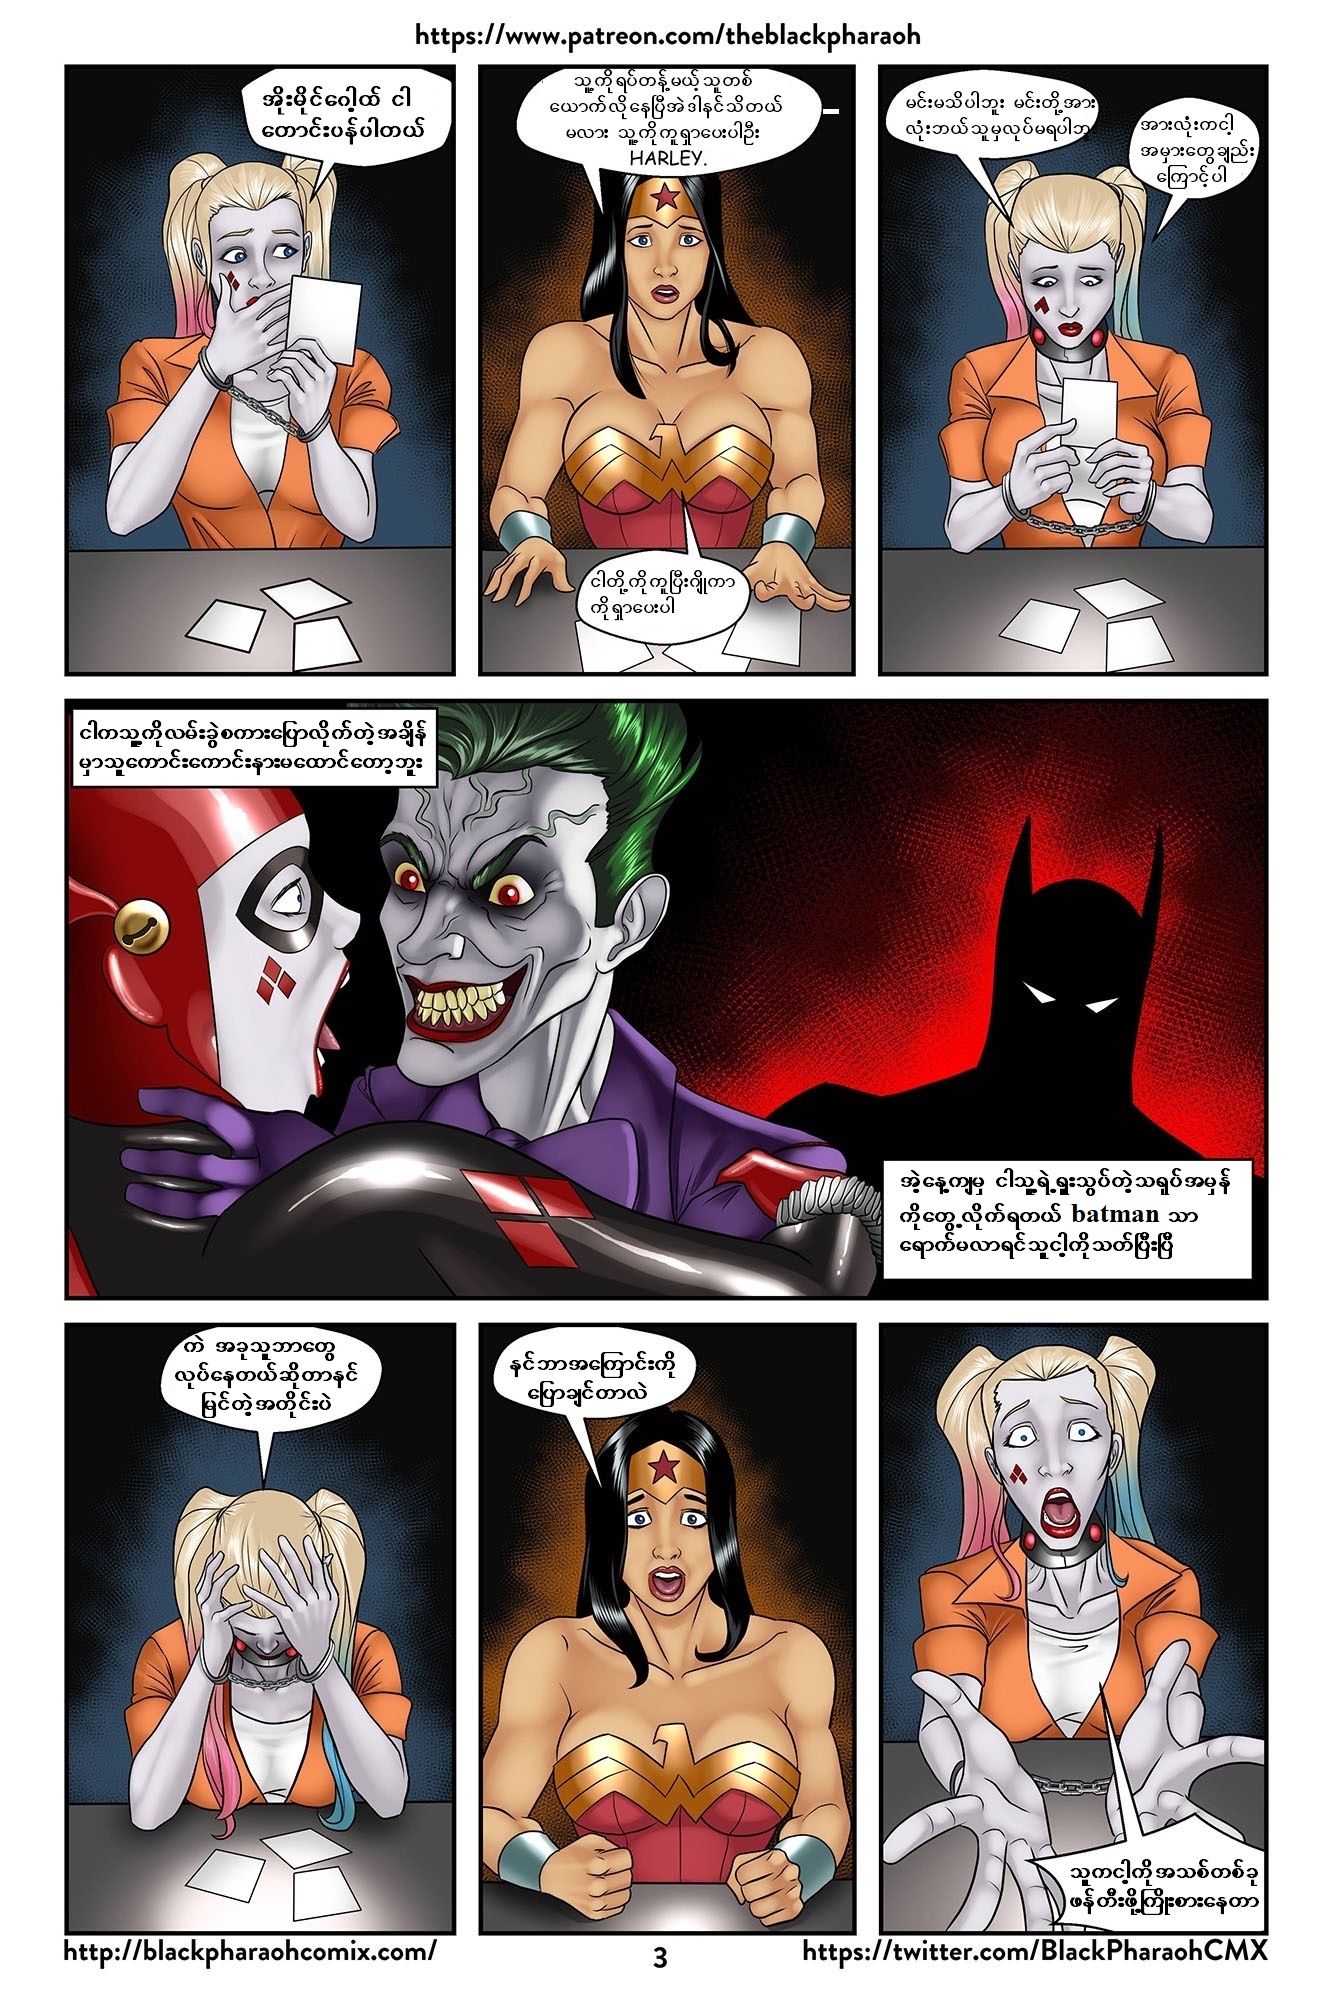 https://www.patreon.com/theblackpharaoh
အိုးမိုင်ဂေါ့ထ် ငါ
တောင်းပန်ပါတယ်
သူ့ကိုရပ်တန့်မယ့်သူတစ်
ယောက်လိုနေပြီအဲဒါနင်သိတယ်
မလား သူ့ကိုကူရှာပေးပါဦး
HARLEY.
ငါတို့ကိုကူပြီးဂျိုကာ
ကိုရှာပေးပါ
မင်းမသိပါဘူး မင်းတို့အား
လုံးဘယ်သူမှလုပ်မရပါဘူ
အားလုံးကငါ့
အမှားတွေချည်း
ကြောင့်ပါ
ငါကသူ့ကိုလမ်းခွဲစကားပြောလိုက်တဲ့အချိန်
မှာသူကောင်းကောင်းနားမထောင်တော့ဘူး
အဲ့နေ့ကျမှ ငါသူ့ရဲ့ရူးသွပ်တဲ့သရုပ်အမှန်
ကိုတွေ့လိုက်ရတယ် batman သာ
ရောက်မလာရင်သူငါ့ကိုသတ်ပြီးပြီ
ကဲ အခုသူဘာတွေ
လုပ်နေတယ်ဆိုတာနင်
မြင်တဲ့အတိုင်းပဲ
နင်ဘာအကြောင်းကို
ပြောချင်တာလဲ
သူကငါ့ကိုအသစ်တစ်ခု
ဖန်တီးဖို့ကြိုးစားနေတာ
http://blackpharaohcomix.com/
3
https://twitter.com/BlackPharaohCMX